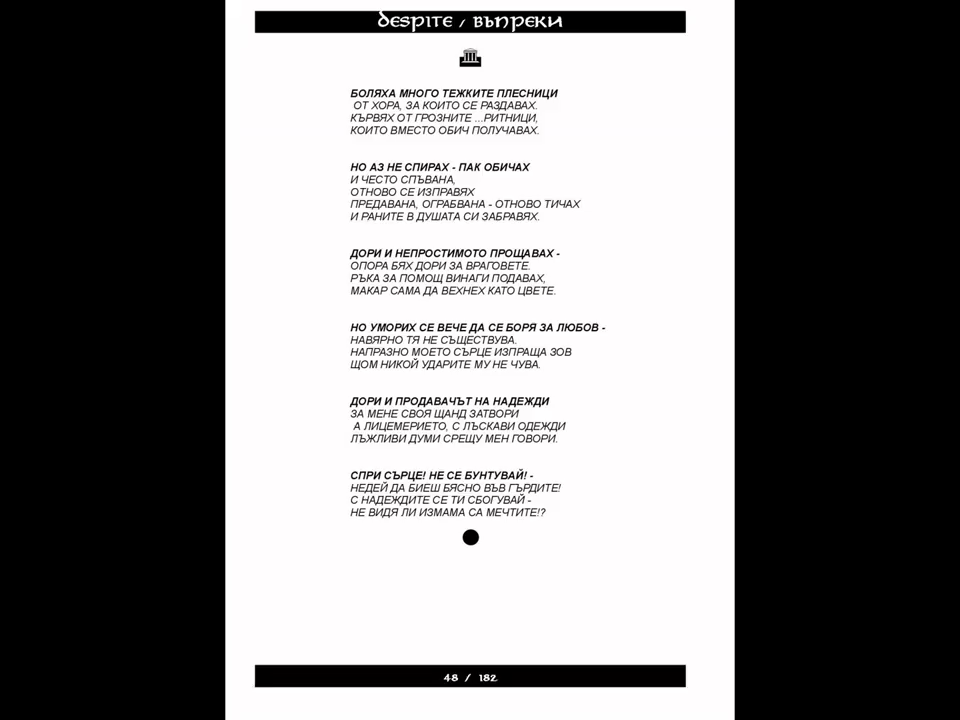 DESPITE / ВЪПРЕКИ
БОЛЯХА МНОГО ТЕЖКИТЕ ПЛЕСНИЦИ
ОТ ХОРА, ЗА КОИТО СЕ РАЗДАВАХ.
КЪРВЯХ ОТ ГРОЗНИТЕ ...РИТНИЦИ,
КОИТО ВМЕСТО ОБИЧ ПОЛУЧАВАХ.
НО АЗ НЕ СПИРАХ - ПАК ОБИЧАХ
И ЧЕСТО СПЪВАНА,
ОТНОВО СЕ ИЗПРАВЯХ
ПРЕДАВАНА, ОГРАБВАНА - ОТНОВО ТИЧАХ
И РАНИТЕ В ДУШАТА СИ ЗАБРАВЯХ.
ДОРИ И НЕПРОСТИМОТО ПРОЩАВАХ -
ОПОРА БЯХ ДОРИ ЗА ВРАГОВЕТЕ.
РЪКА ЗА ПОМОЩ ВИНАГИ ПОДАВАХ,
МАКАР САМА ДА ВЕХНЕХ КАТО ЦВЕТЕ.
НО УМОРИХ СЕ ВЕЧЕ ДА СЕ БОРЯ ЗА ЛЮБОВ -
НАВЯРНО ТЯ НЕ СЪЩЕСТВУВА.
НАПРАЗНО МОЕТО СЪРЦЕ ИЗПРАЩА ЗОВ
ЩОМ НИКОЙ УДАРИТЕ МУ НЕ ЧУВА.
ДОРИ И ПРОДАВАЧЪТ НА НАДЕЖДИ
ЗА МЕНЕ СВОЯ ЩАНД ЗАТВОРИ
А ЛИЦЕМЕРИЕТО, С ЛЪСКАВИ ОДЕЖДИ
ЛЪЖЛИВИ ДУМИ СРЕЩУ МЕН ГОВОРИ.
СПРИ СЪРЦЕ! НЕ СЕ БУНТУВАЙ! -
НЕДЕЙ ДА БИЕШ БЯСНО ВЪВ ГЪРДИТЕ!
С НАДЕЖДИТЕ СЕ ТИ СБОГУВАЙ -
НЕ ВИДЯ ЛИ ИЗМАМА СА МЕЧТИТЕ!?
48 / 182